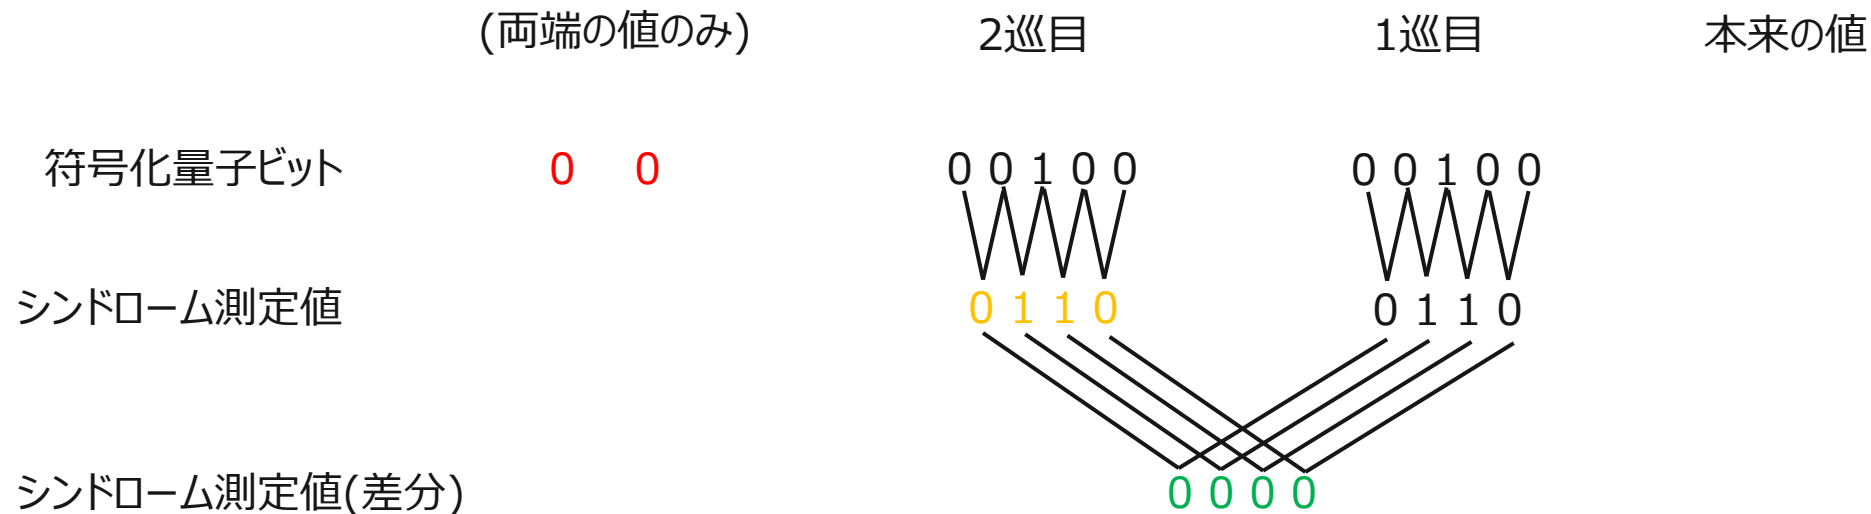 (両端の値のみ) 2巡目 1巡目 本来の値
符号化量子ビット 0 0 0 0 1 0 0 0 0 1 0 0
シンドローム測定値 0 1 1 0 0 1 1 0
シンドローム測定値(差分) 0 0 0 0